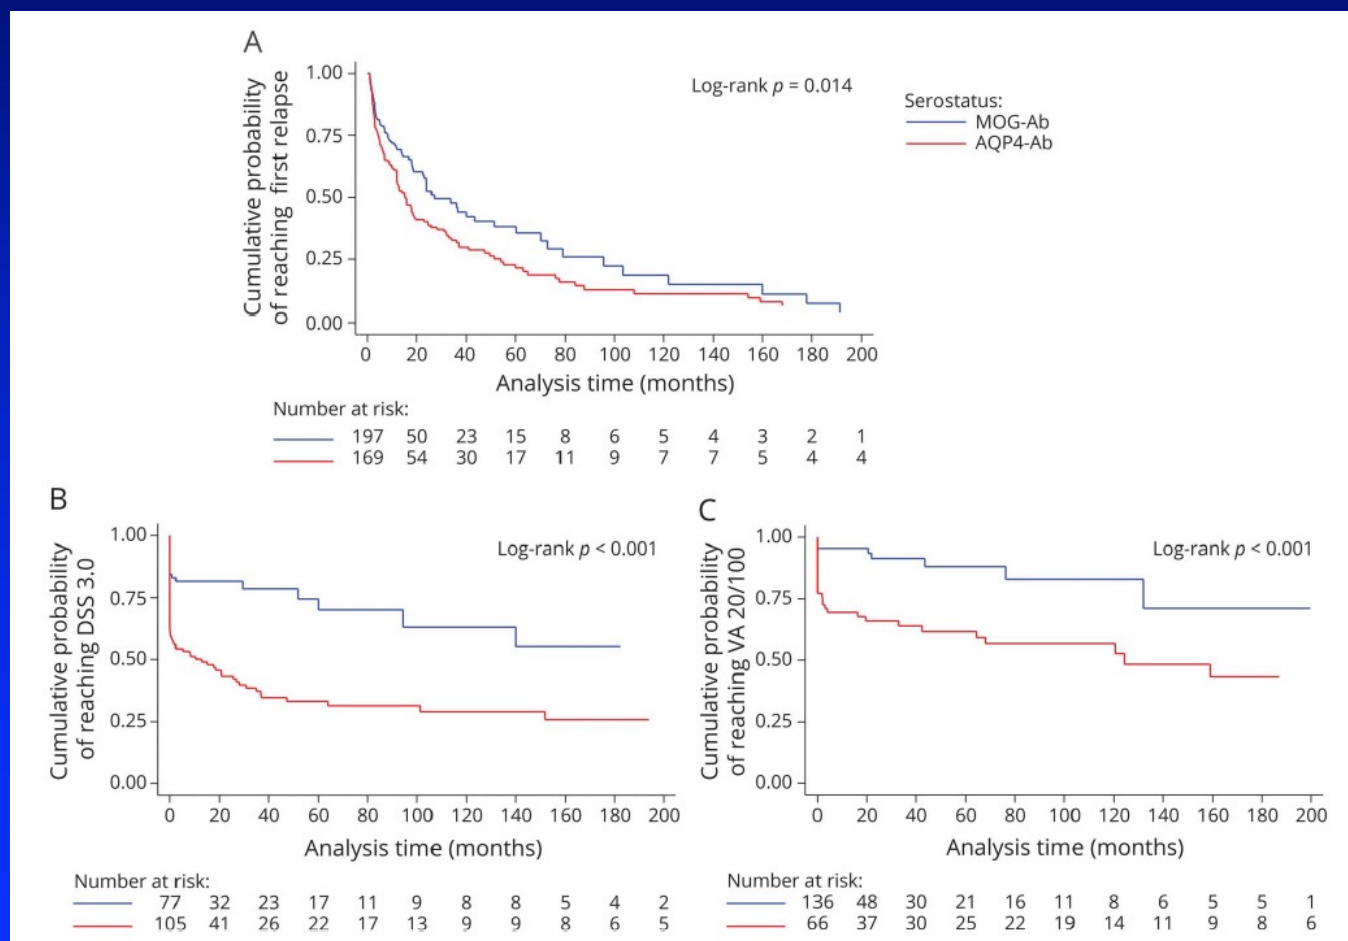 A
Cumulative probability
of reaching first relapse
1.00
0.75
0.50
0.25
0.00
Log-rank p = 0.014
Serostatus:
MOG-Ab
AQP4-Ab
0 20 40 60 80 100 120 140 160 180 200
Analysis time (months)
Number at risk:
197 50 23 15 8 6 5 4 3 2 1
169 54 30 17 11 9 7 7 5 4 4
B
Cumulative probability
of reaching DSS 3.0
1.00
0.75
0.50
0.25
0.00
Log-rank p < 0.001
0 20 40 60 80 100 120 140 160 180 200
Analysis time (months)
Number at risk:
77 32 23 17 11 9 8 8 5 4 2
105 41 26 22 17 13 9 9 8 6 5
C
Cumulative probability
of reaching VA 20/100
1.00
0.75
0.50
0.25
0.00
Log-rank p < 0.001
0 20 40 60 80 100 120 140 160 180 200
Analysis time (months)
Number at risk:
136 48 30 21 16 11 8 6 5 5 1
66 37 30 25 22 19 14 11 9 8 6